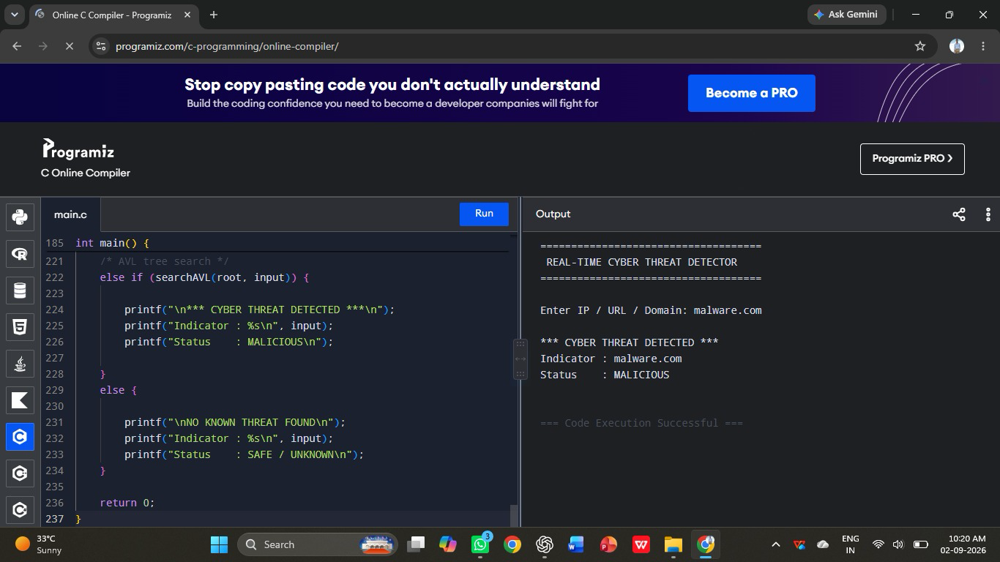 Online C Compiler - Programiz
Ask Gemini
programiz.com/c-programming/online-compiler/
Stop copy pasting code you don't actually understand
Build the coding confidence you need to become a developer companies will fight for
Become a PRO
Programiz
C Online Compiler
Programiz PRO >
main.c
Run
Output
185 int main() {
221 /* AVL tree search */
222 else if (searchAVL(root, input)) {
223
224 printf("\n*** CYBER THREAT DETECTED ***\n");
225 printf("Indicator : %s\n", input);
226 printf("Status    : MALICIOUS\n");
227
228 }
229 else {
230
231 printf("\nNO KNOWN THREAT FOUND\n");
232 printf("Indicator : %s\n", input);
233 printf("Status    : SAFE / UNKNOWN\n");
234 }
235
236 return 0;
237 }
====================================
REAL-TIME CYBER THREAT DETECTOR
====================================
Enter IP / URL / Domain: malware.com
*** CYBER THREAT DETECTED ***
Indicator : malware.com
Status    : MALICIOUS
=== Code Execution Successful ===
33°C
Sunny
Search
3
ENG
IN
10:20 AM
02-09-2026